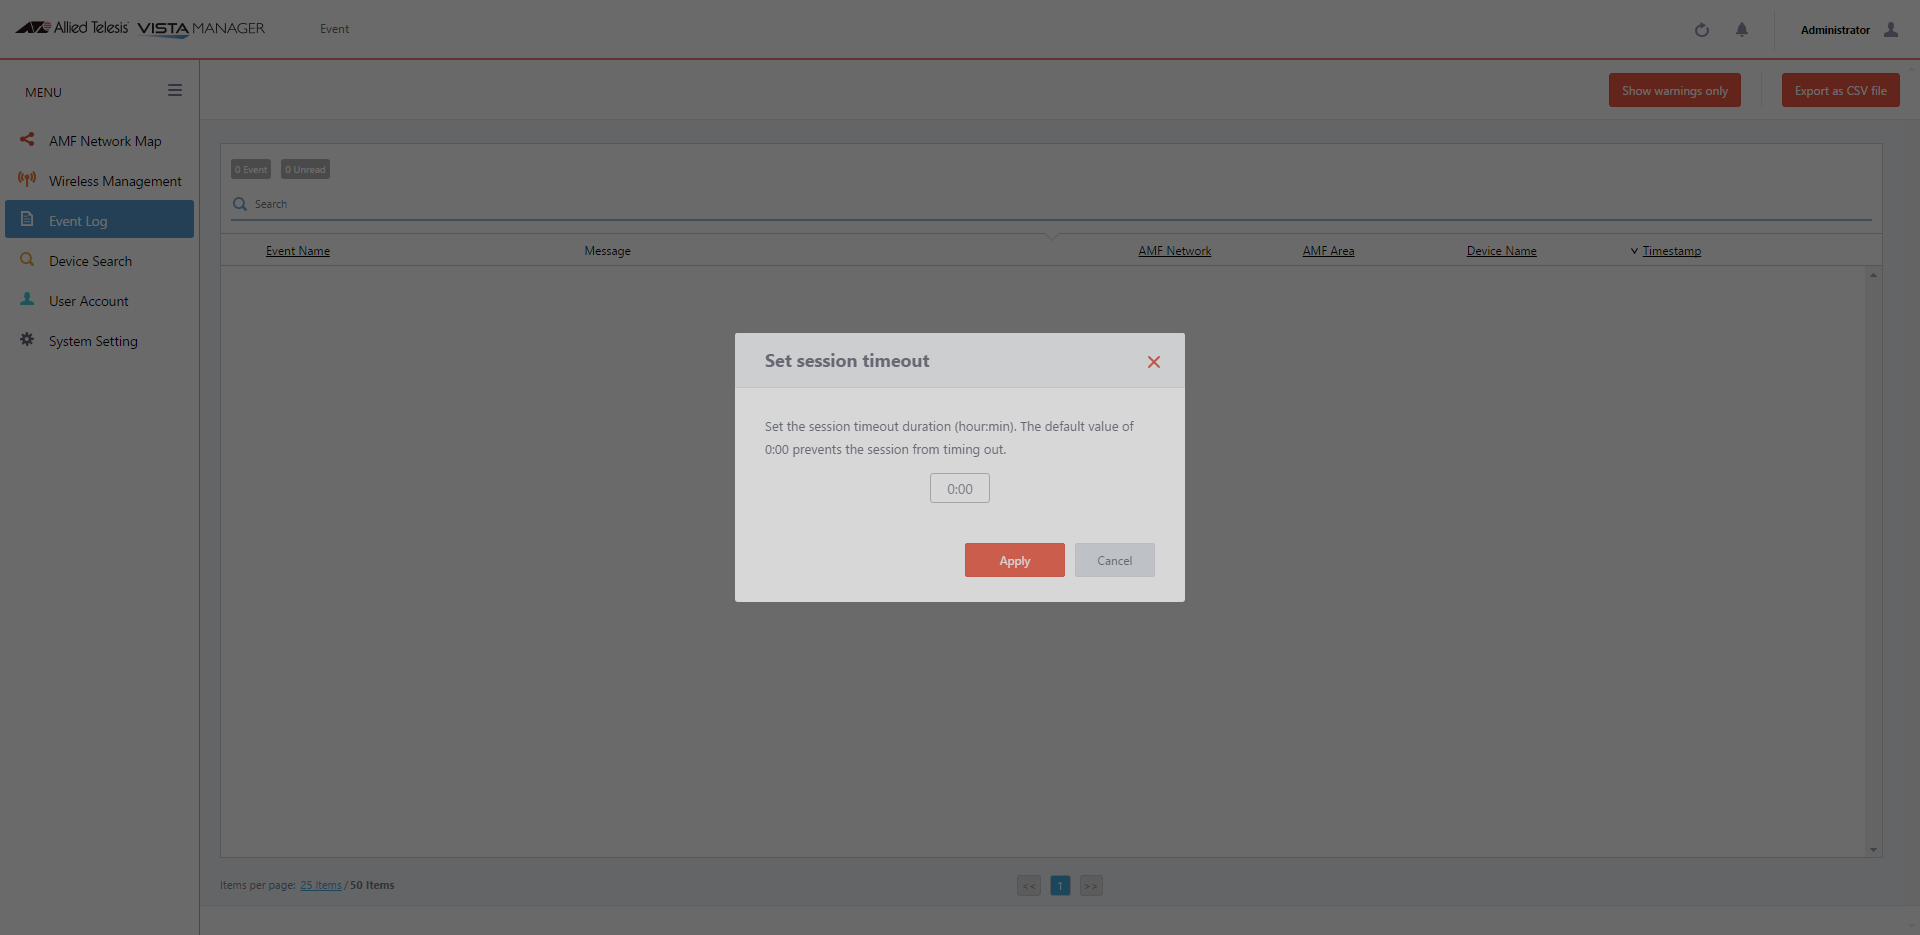 Allied Telesis VISTA MANAGER
Event
Administrator
MENU
Show warnings only
Export as CSV file
AMF Network Map
Wireless Management
Event Log
Device Search
User Account
System Setting
0 Event
0 Unread
Search
Event Name
Message
AMF Network
AMF Area
Device Name
Timestamp
Set session timeout
Set the session timeout duration (hour:min). The default value of
0:00 prevents the session from timing out.
0:00
Apply
Cancel
Items per page: 25 Items / 50 Items
<< 1 >>